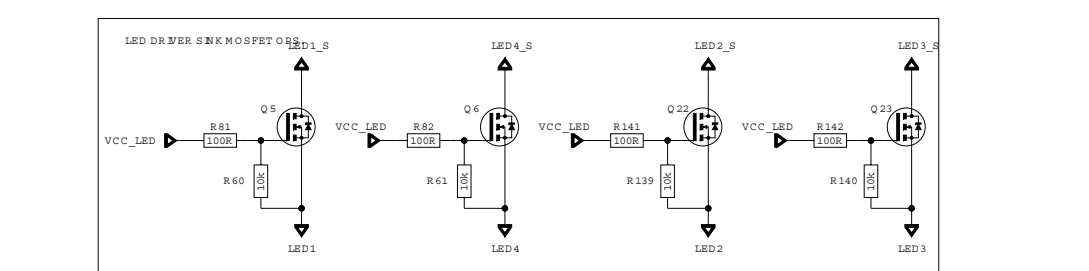 LED DRIVER SINK MOSFETORS.
LED1_S
LED4_S
LED2_S
LED3_S
Q5
Q6
Q22
Q23
VCC_LED
R81
100R
VCC_LED
R82
100R
VCC_LED
R141
100R
VCC_LED
R142
100R
R60
10k
R61
10k
R139
10k
R140
10k
LED1
LED4
LED2
LED3